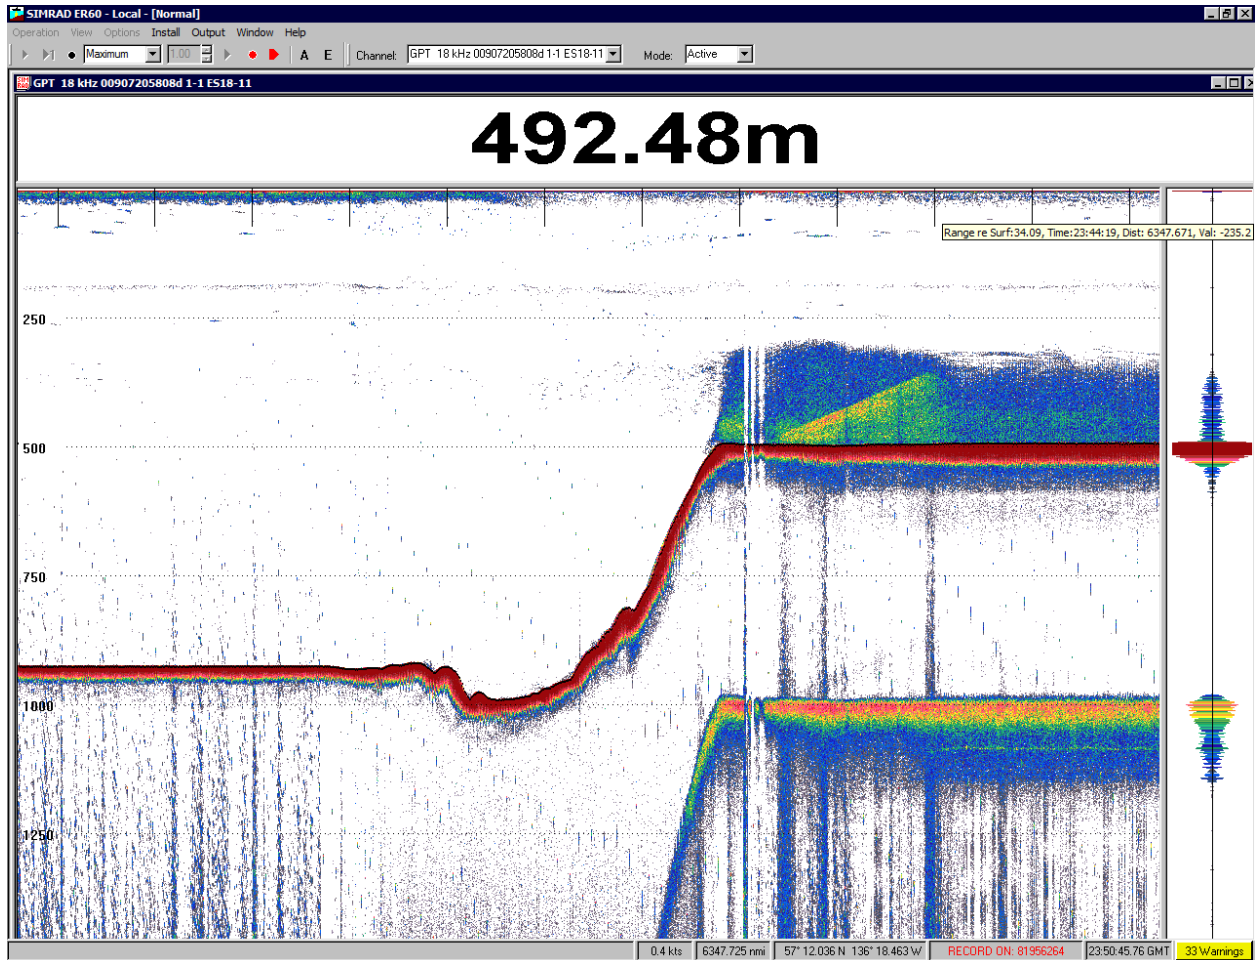 SIMRAD ER60 - Local - [Normal]
Operation View Options Install Output Window Help
Maximum 1.00 A E Channel: GPT 18 kHz 00907205808d 1-1 ES18-11 Mode: Active
GPT 18 kHz 00907205808d 1-1 ES18-11
492.48m
Range re Surf:34.09, Time:23:44:19, Dist: 6347.671, Val: -235.2
250
500
750
1000
1250
0.4 kts 6347.725 nmi 57° 12.036 N 136° 18.463 W RECORD ON: 81956264 23:50:45.76 GMT 33 Warnings